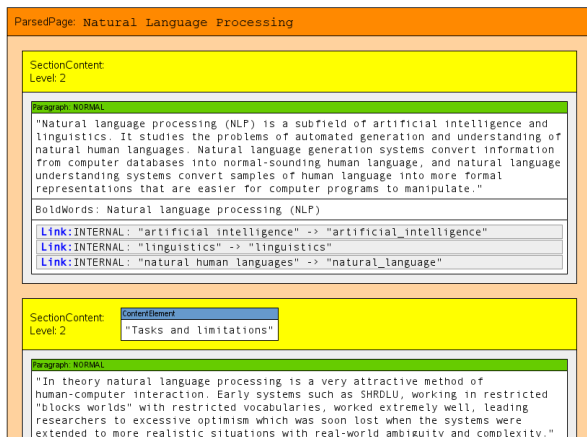 ParsedPage: Natural Language Processing
SectionContent:
Level: 2
Paragraph: NORMAL
"Natural language processing (NLP) is a subfield of artificial intelligence and
linguistics. It studies the problems of automated generation and understanding of
natural human languages. Natural language generation systems convert information
from computer databases into normal-sounding human language, and natural language
understanding systems convert samples of human language into more formal
representations that are easier for computer programs to manipulate."
BoldWords: Natural language processing (NLP)
Link:INTERNAL: "artificial intelligence" -> "artificial_intelligence"
Link:INTERNAL: "linguistics" -> "linguistics"
Link:INTERNAL: "natural human languages" -> "natural_language"
SectionContent:
Level: 2
ContentElement
"Tasks and limitations"
Paragraph: NORMAL
"In theory natural language processing is a very attractive method of
human-computer interaction. Early systems such as SHRDLU, working in restricted
"blocks worlds" with restricted vocabularies, worked extremely well, leading
researchers to excessive optimism which was soon lost when the systems were
extended to more realistic situations with real-world ambiguity and complexity."